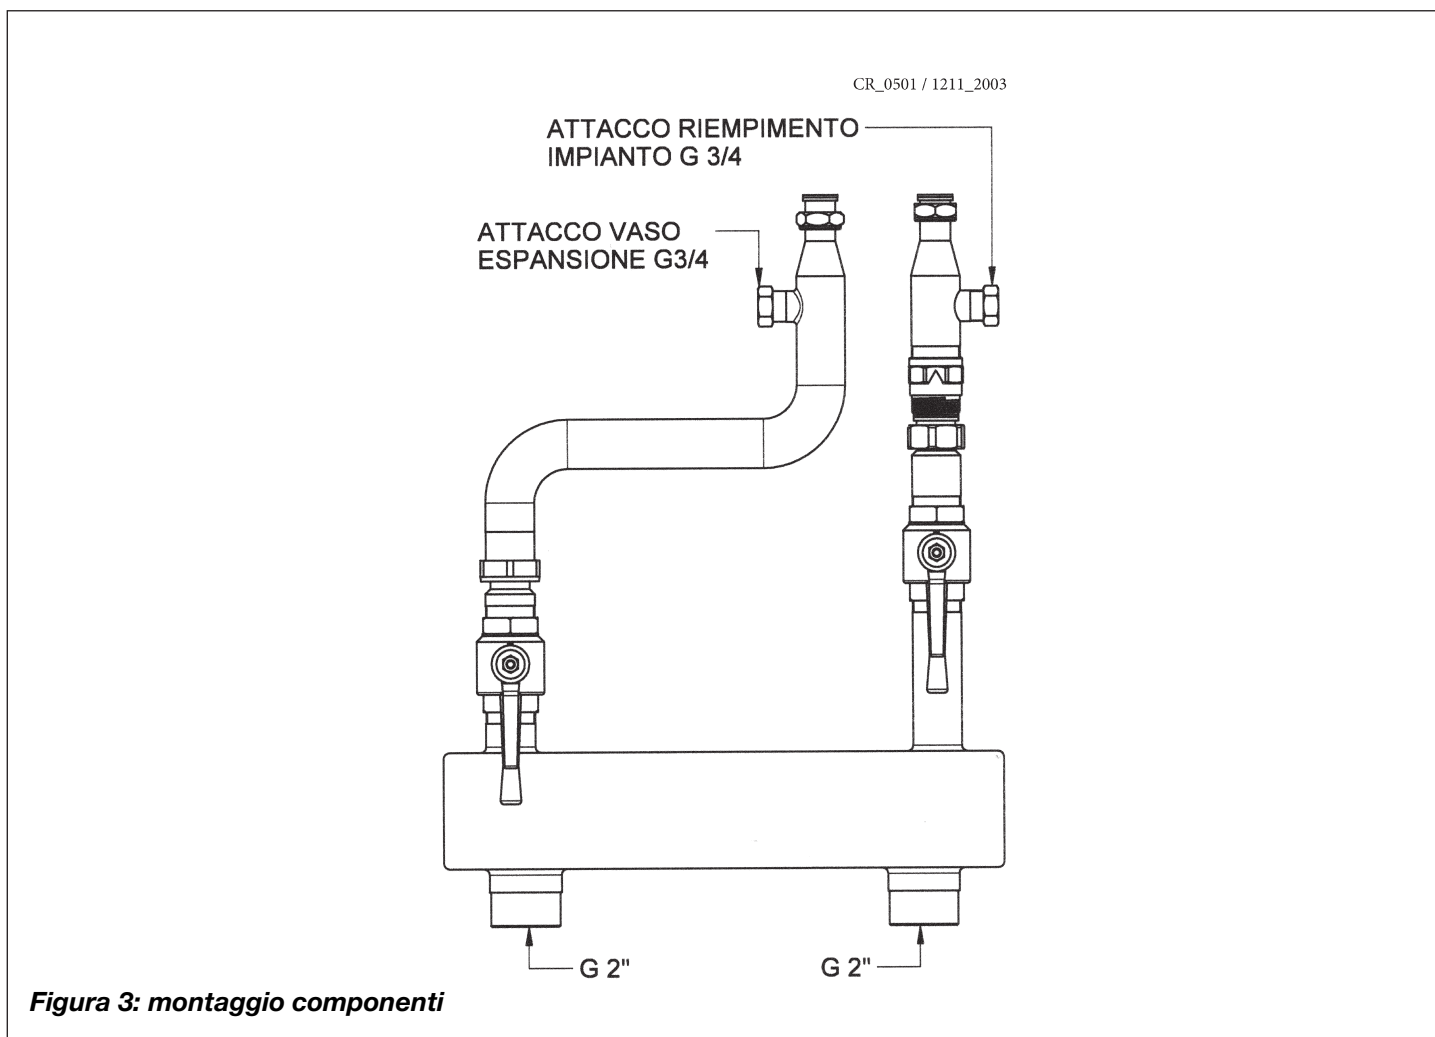 CR_0501 / 1211_2003
ATTACCO RIEMPIMENTO
IMPIANTO G 3/4
ATTACCO VASO
ESPANSIONE G3/4
G 2"
G 2"
Figura 3: montaggio componenti